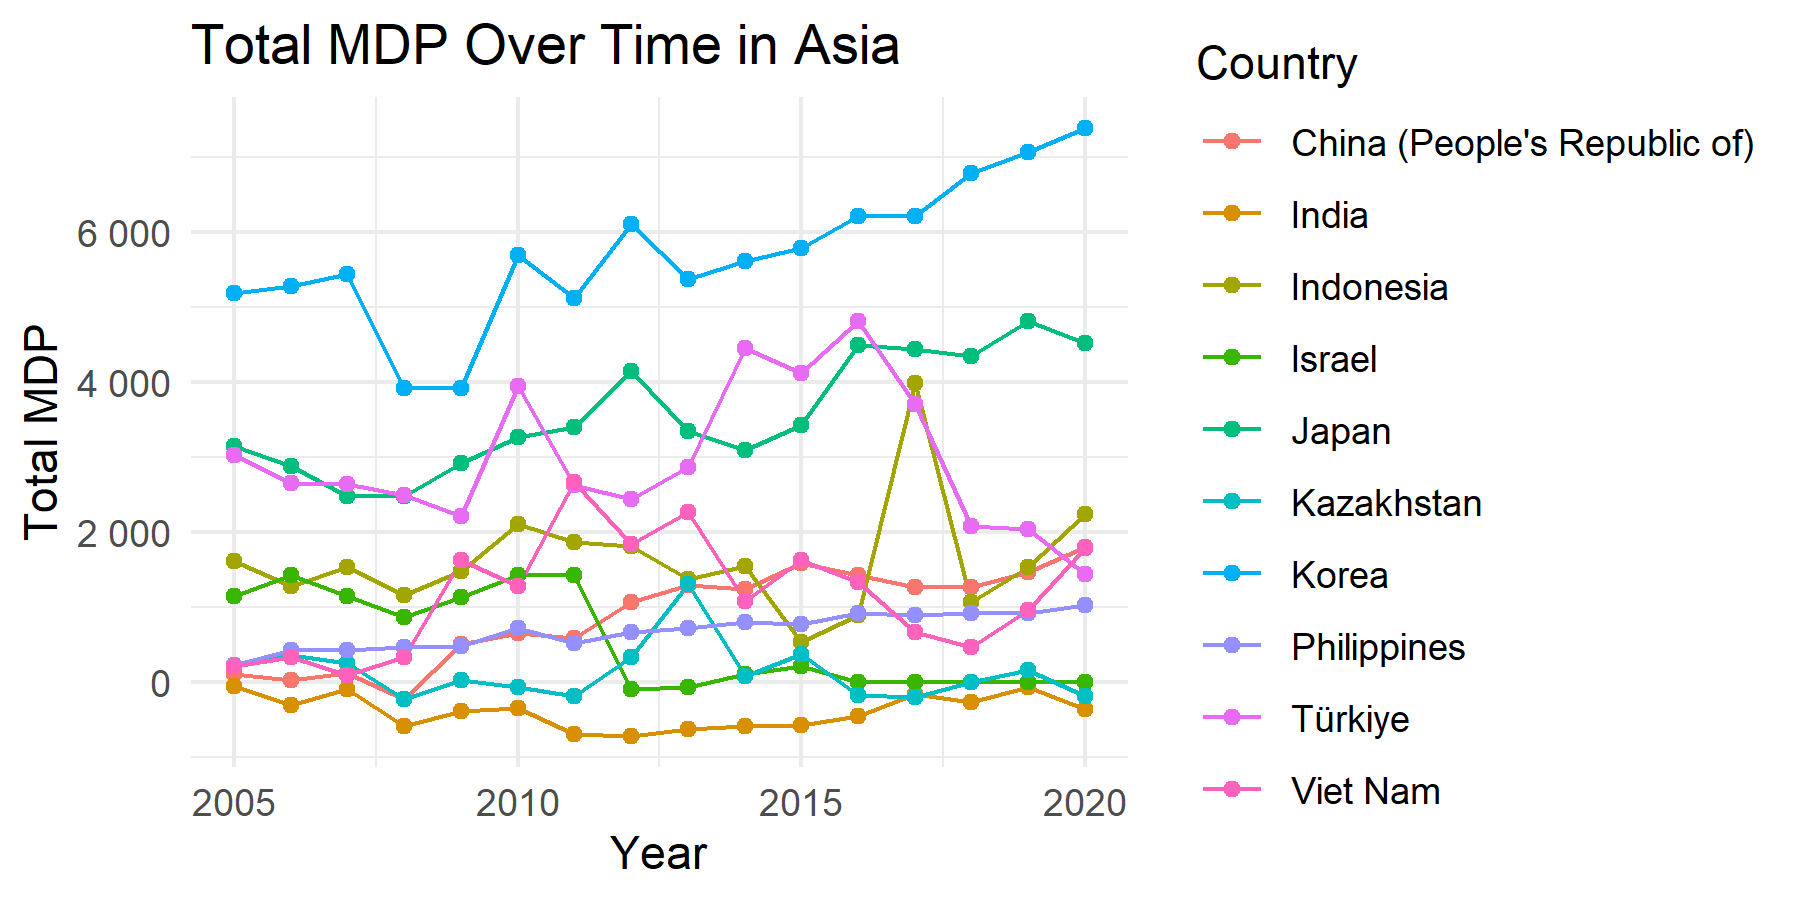 Total MDP Over Time in Asia
Total MDP
6 000
4 000
2 000
0
2005
2010
2015
2020
Year
Country
China (People's Republic of)
India
Indonesia
Israel
Japan
Kazakhstan
Korea
Philippines
Türkiye
Viet Nam